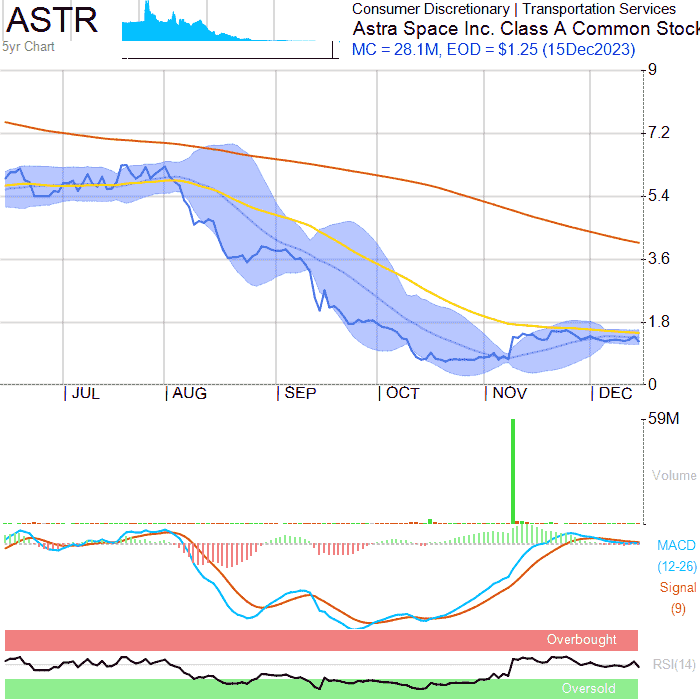 ASTR
5yr Chart
Consumer Discretionary | Transportation Services
Astra Space Inc. Class A Common Stock
MC = 28.1M, EOD = $1.25 (15Dec2023)
9
7.2
5.4
3.6
1.8
0
| JUL | AUG | SEP | OCT | NOV | DEC
59M
Volume
MACD
(12-26)
Signal
(9)
Overbought
RSI(14)
Oversold